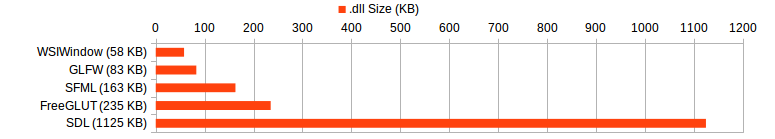 .dll Size (KB)
0 100 200 300 400 500 600 700 800 900 1000 1100 1200
WSIWindow (58 KB)
GLFW (83 KB)
SFML (163 KB)
FreeGLUT (235 KB)
SDL (1125 KB)